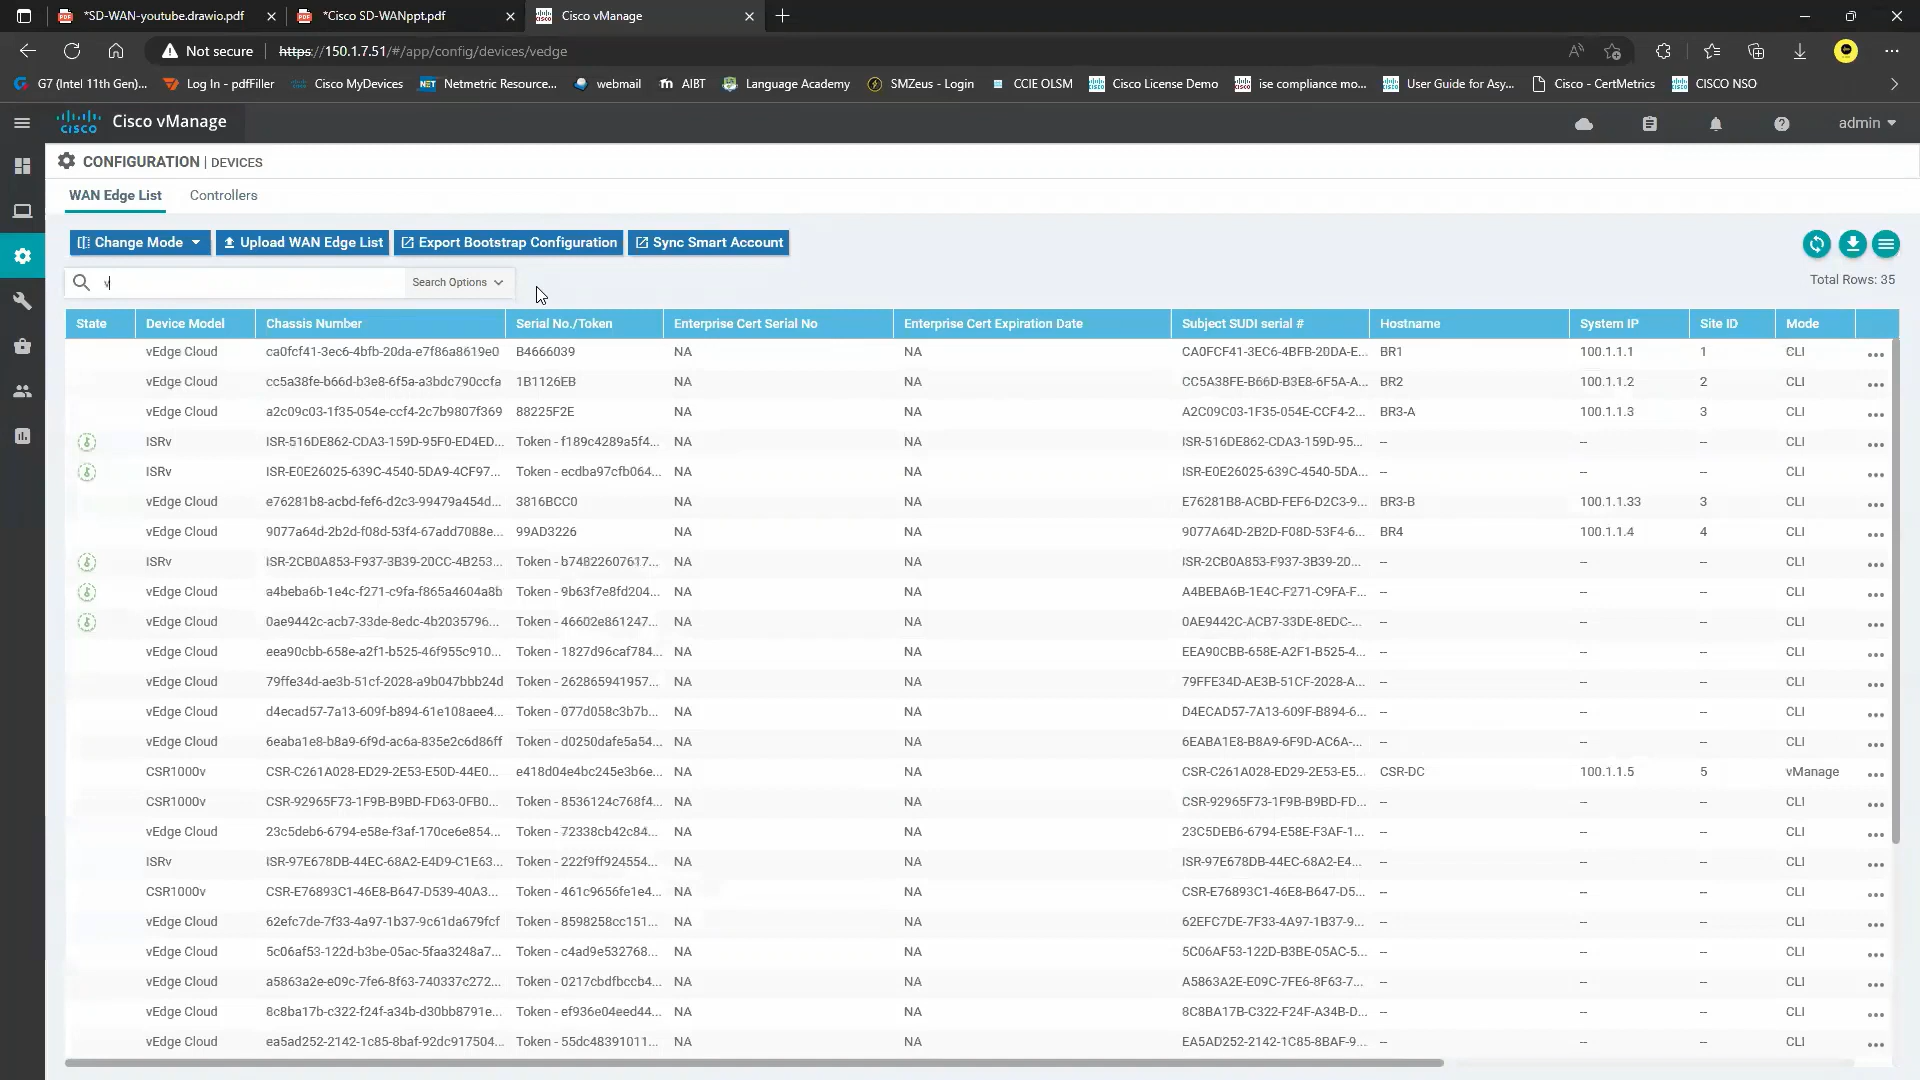 *SD-WAN-youtube.drawio.pdf *Cisco SD-WANppt.pdf Cisco vManage
Not secure https://150.1.7.51/#/app/config/devices/vedge
G7 (Intel 11th Gen)... Log In - pdfFiller Cisco MyDevices Netmetric Resource... webmail AIBT Language Academy SMZeus - Login CCIE OLSM Cisco License Demo ise compliance mo... User Guide for Asy... Cisco - CertMetrics CISCO NSO
cisco Cisco vManage admin
CONFIGURATION | DEVICES
WAN Edge List Controllers
Change Mode Upload WAN Edge List Export Bootstrap Configuration Sync Smart Account
v Search Options Total Rows: 35
State Device Model Chassis Number Serial No./Token Enterprise Cert Serial No Enterprise Cert Expiration Date Subject SUDI serial # Hostname System IP Site ID Mode
vEdge Cloud ca0fcf41-3ec6-4bfb-20da-e7f86a8619e0 B4666039 NA NA CA0FCF41-3EC6-4BFB-20DA-E... BR1 100.1.1.1 1 CLI
vEdge Cloud cc5a38fe-b66d-b3e8-6f5a-a3bdc790ccfa 1B1126EB NA NA CC5A38FE-B66D-B3E8-6F5A-A... BR2 100.1.1.2 2 CLI
vEdge Cloud a2c09c03-1f35-054e-ccf4-2c7b9807f369 88225F2E NA NA A2C09C03-1F35-054E-CCF4-2... BR3-A 100.1.1.3 3 CLI
ISRv ISR-516DE862-CDA3-159D-95F0-ED4ED... Token - f189c4289a5f4... NA NA ISR-516DE862-CDA3-159D-95... -- -- -- CLI
ISRv ISR-E0E26025-639C-4540-5DA9-4CF97... Token - ecdba97cfb064... NA NA ISR-E0E26025-639C-4540-5DA... -- -- -- CLI
vEdge Cloud e76281b8-acbd-fef6-d2c3-99479a454d... 3816BCC0 NA NA E76281B8-ACBD-FEF6-D2C3-9... BR3-B 100.1.1.33 3 CLI
vEdge Cloud 9077a64d-2b2d-f08d-53f4-67add7088e... 99AD3226 NA NA 9077A64D-2B2D-F08D-53F4-6... BR4 100.1.1.4 4 CLI
ISRv ISR-2CB0A853-F937-3B39-20CC-4B253... Token - b74822607617... NA NA ISR-2CB0A853-F937-3B39-20... -- -- -- CLI
vEdge Cloud a4beba6b-1e4c-f271-c9fa-f865a4604a8b Token - 9b63f7e8fd204... NA NA A4BEBA6B-1E4C-F271-C9FA-F... -- -- -- CLI
vEdge Cloud 0ae9442c-acb7-33de-8edc-4b2035796... Token - 46602e861247... NA NA 0AE9442C-ACB7-33DE-8EDC-... -- -- -- CLI
vEdge Cloud eea90cbb-658e-a2f1-b525-46f955c910... Token - 1827d96caf784... NA NA EEA90CBB-658E-A2F1-B525-4... -- -- -- CLI
vEdge Cloud 79ffe34d-ae3b-51cf-2028-a9b047bbb24d Token - 262865941957... NA NA 79FFE34D-AE3B-51CF-2028-A... -- -- -- CLI
vEdge Cloud d4ecad57-7a13-609f-b894-61e108aee4... Token - 077d058c3b7b... NA NA D4ECAD57-7A13-609F-B894-6... -- -- -- CLI
vEdge Cloud 6eaba1e8-b8a9-6f9d-ac6a-835e2c6d86ff Token - d0250dafe5a54... NA NA 6EABA1E8-B8A9-6F9D-AC6A-... -- -- -- CLI
CSR1000v CSR-C261A028-ED29-2E53-E50D-44E0... e418d04e4bc245e3b6e... NA NA CSR-C261A028-ED29-2E53-E5... CSR-DC 100.1.1.5 5 vManage
CSR1000v CSR-92965F73-1F9B-B9BD-FD63-0FB0... Token - 8536124c768f4... NA NA CSR-92965F73-1F9B-B9BD-FD... -- -- -- CLI
vEdge Cloud 23c5deb6-6794-e58e-f3af-170ce6e854... Token - 72338cb42c84... NA NA 23C5DEB6-6794-E58E-F3AF-1... -- -- -- CLI
ISRv ISR-97E678DB-44EC-68A2-E4D9-C1E63... Token - 222f9ff924554... NA NA ISR-97E678DB-44EC-68A2-E4... -- -- -- CLI
CSR1000v CSR-E76893C1-46E8-B647-D539-40A3... Token - 461c9656fe1e4... NA NA CSR-E76893C1-46E8-B647-D5... -- -- -- CLI
vEdge Cloud 62efc7de-7f33-4a97-1b37-9c61da679fcf Token - 8598258cc151... NA NA 62EFC7DE-7F33-4A97-1B37-9... -- -- -- CLI
vEdge Cloud 5c06af53-122d-b3be-05ac-5faa3248a7... Token - c4ad9e532768... NA NA 5C06AF53-122D-B3BE-05AC-5... -- -- -- CLI
vEdge Cloud a5863a2e-e09c-7fe6-8f63-740337c272... Token - 0217cbdfbccb4... NA NA A5863A2E-E09C-7FE6-8F63-7... -- -- -- CLI
vEdge Cloud 8c8ba17b-c322-f24f-a34b-d30bb8791e... Token - ef936e04eed44... NA NA 8C8BA17B-C322-F24F-A34B-D... -- -- -- CLI
vEdge Cloud ea5ad252-2142-1c85-8baf-92dc917504... Token - 55dc48391011... NA NA EA5AD252-2142-1C85-8BAF-9... -- -- -- CLI